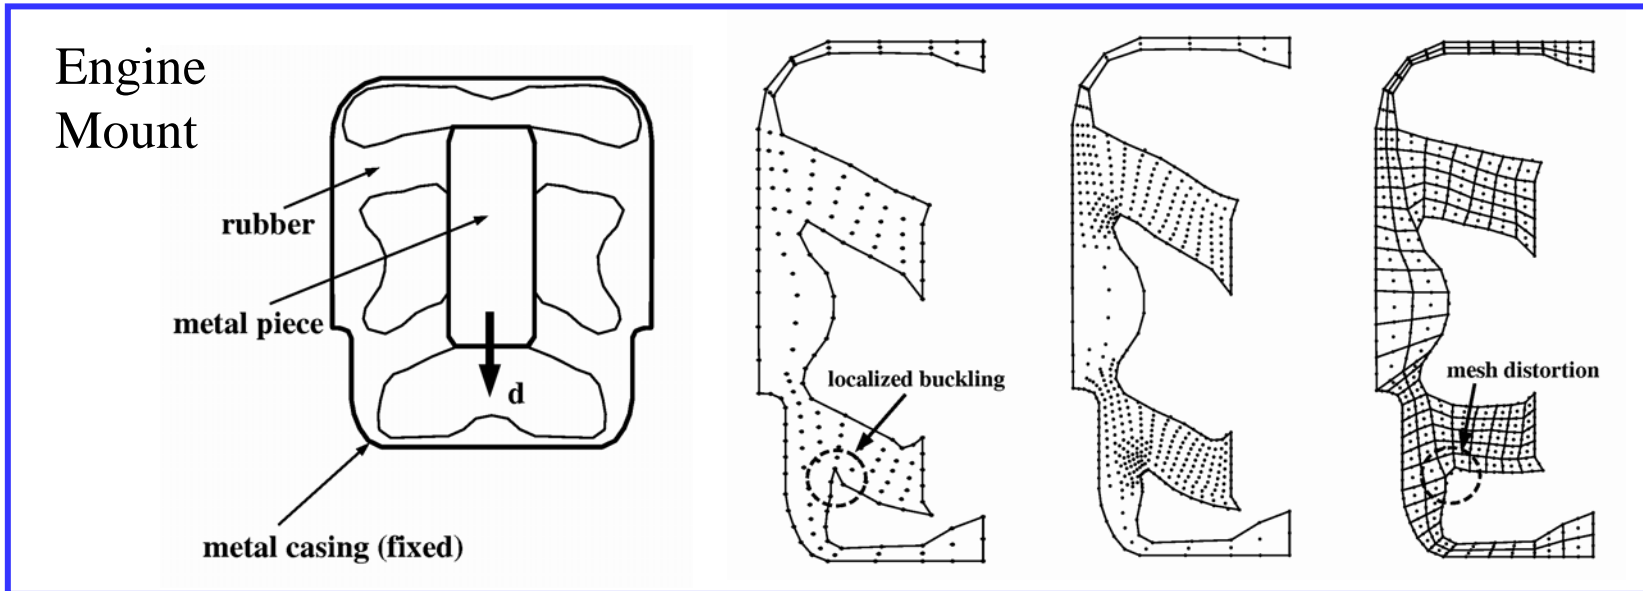 Engine
Mount
rubber
metal piece
d
metal casing (fixed)
localized buckling
mesh distortion